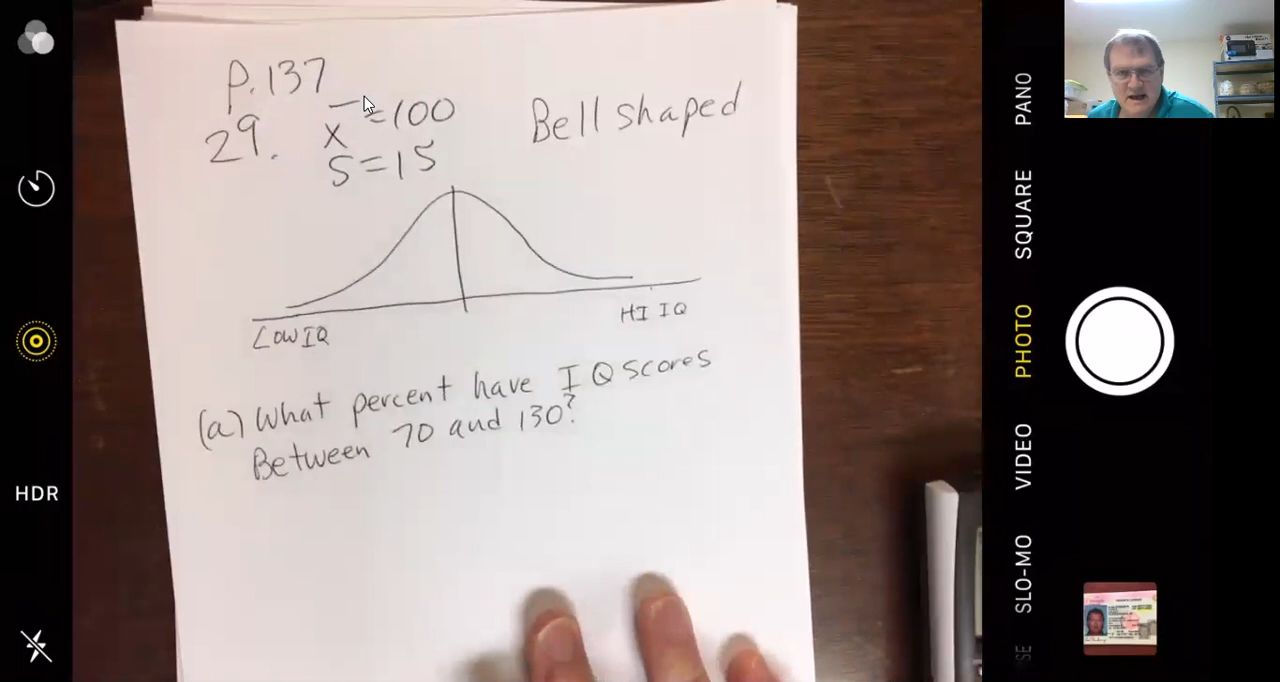 P.137
29. x̄ = 100
S = 15
Bell shaped
LOW IQ
HI IQ
(a) What percent have IQ scores
Between 70 and 130?
HDR
PANO
SQUARE
PHOTO
VIDEO
SLO-MO
SE